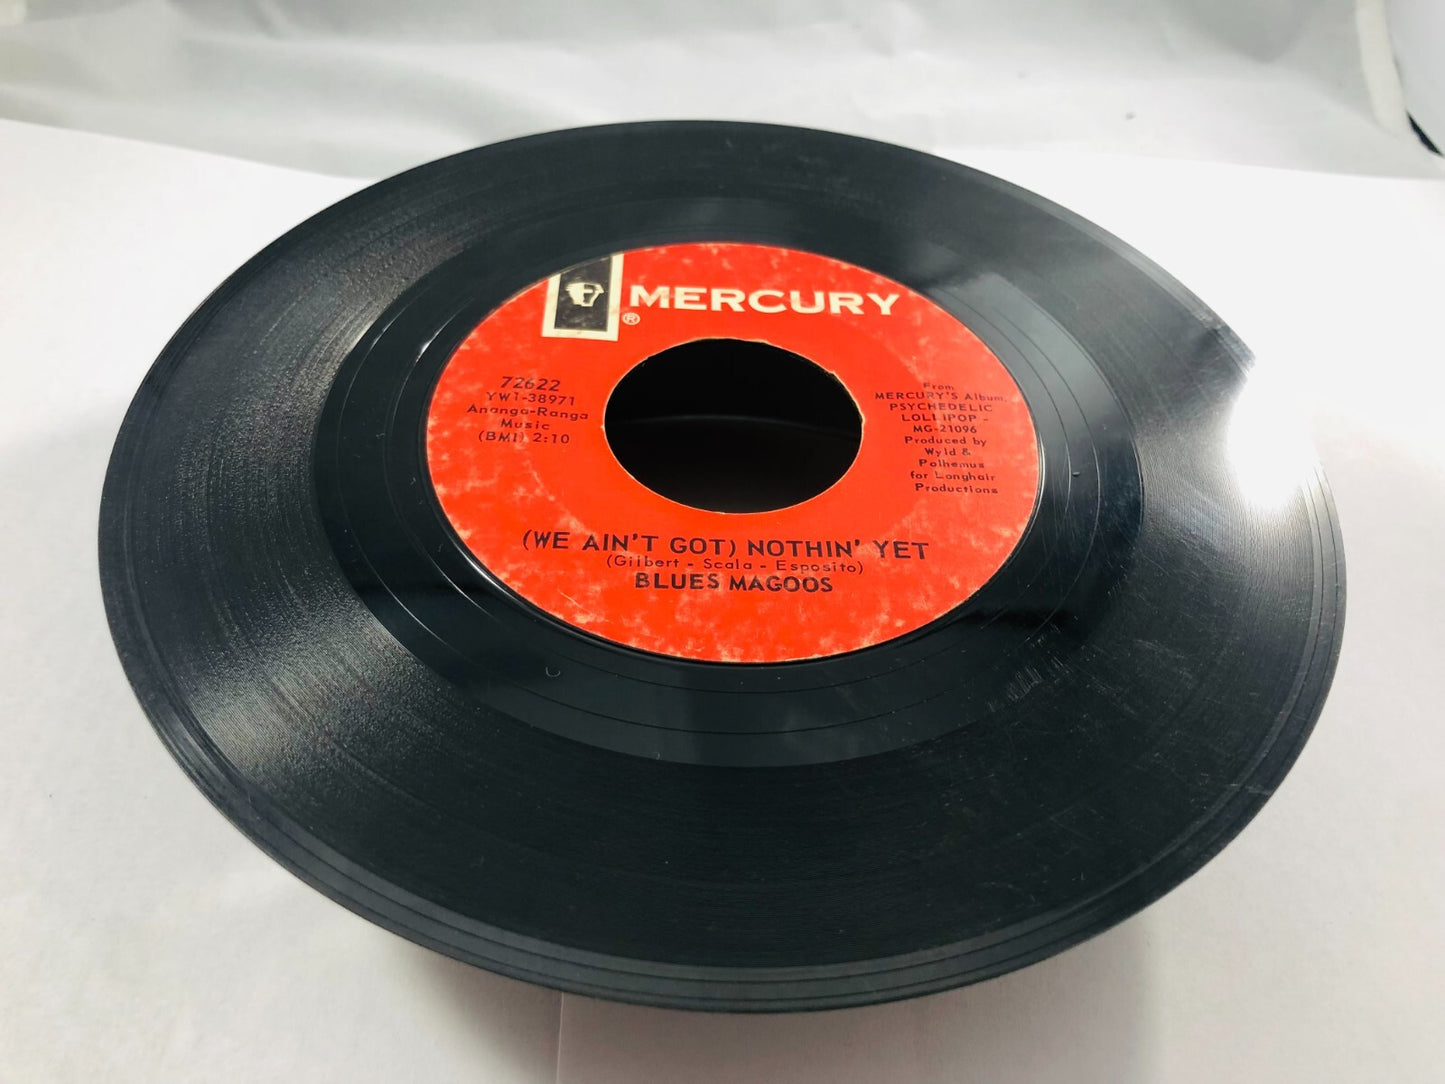 MERCURY
®
72622
YW1-38971
Ananga-Ranga
Music
(BMI) 2:10
From
MERCURY'S Album,
PSYCHEDELIC
LOLLIPOP -
MG-21096
Produced by
Wyld &
Polhemus
for Longhair
Productions
(WE AIN'T GOT) NOTHIN' YET
(Gilbert - Scala - Esposito)
BLUES MAGOOS